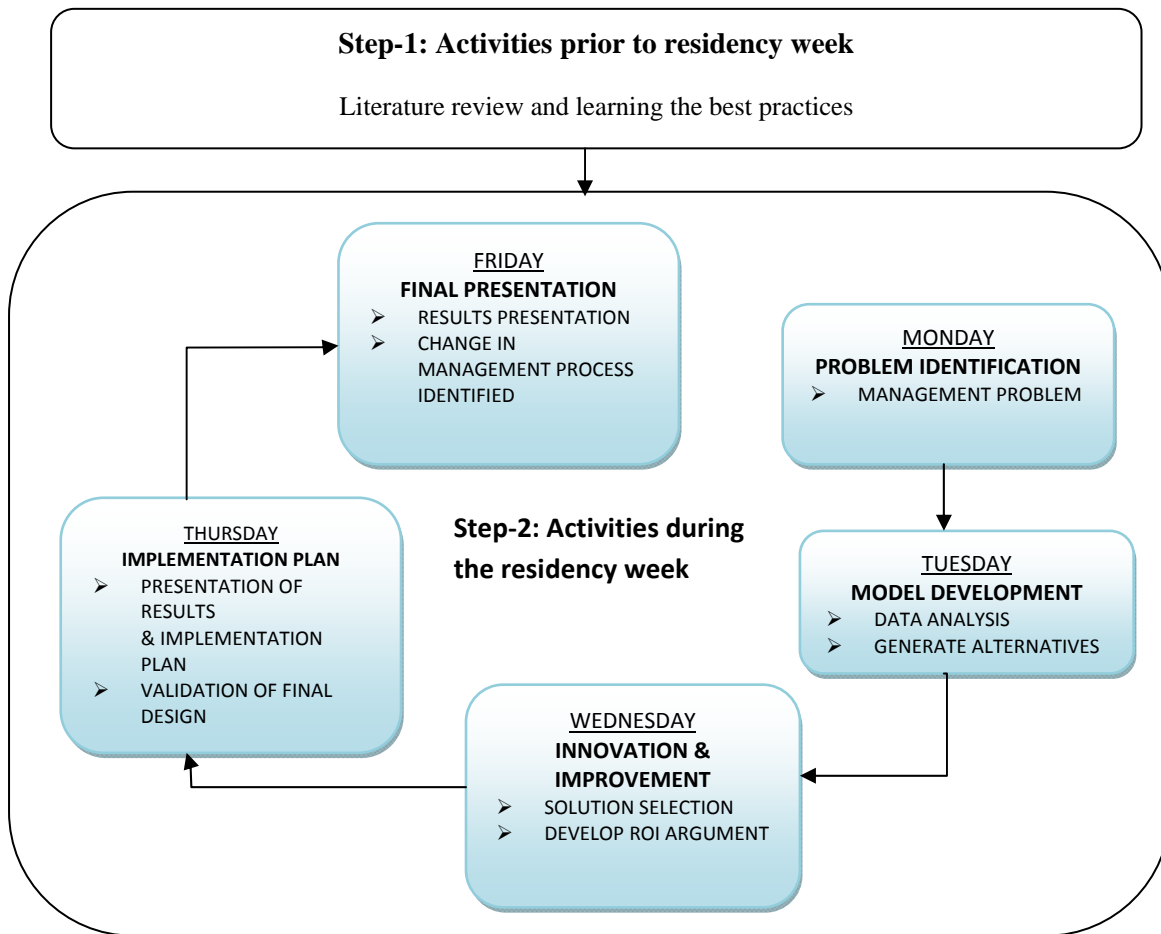 Step-1: Activities prior to residency week
Literature review and learning the best practices
FRIDAY
FINAL PRESENTATION
➢ RESULTS PRESENTATION
➢ CHANGE IN
MANAGEMENT PROCESS
IDENTIFIED
MONDAY
PROBLEM IDENTIFICATION
➢ MANAGEMENT PROBLEM
Step-2: Activities during
the residency week
THURSDAY
IMPLEMENTATION PLAN
➢ PRESENTATION OF
RESULTS
& IMPLEMENTATION
PLAN
➢ VALIDATION OF FINAL
DESIGN
TUESDAY
MODEL DEVELOPMENT
➢ DATA ANALYSIS
➢ GENERATE ALTERNATIVES
WEDNESDAY
INNOVATION &
IMPROVEMENT
➢ SOLUTION SELECTION
➢ DEVELOP ROI ARGUMENT